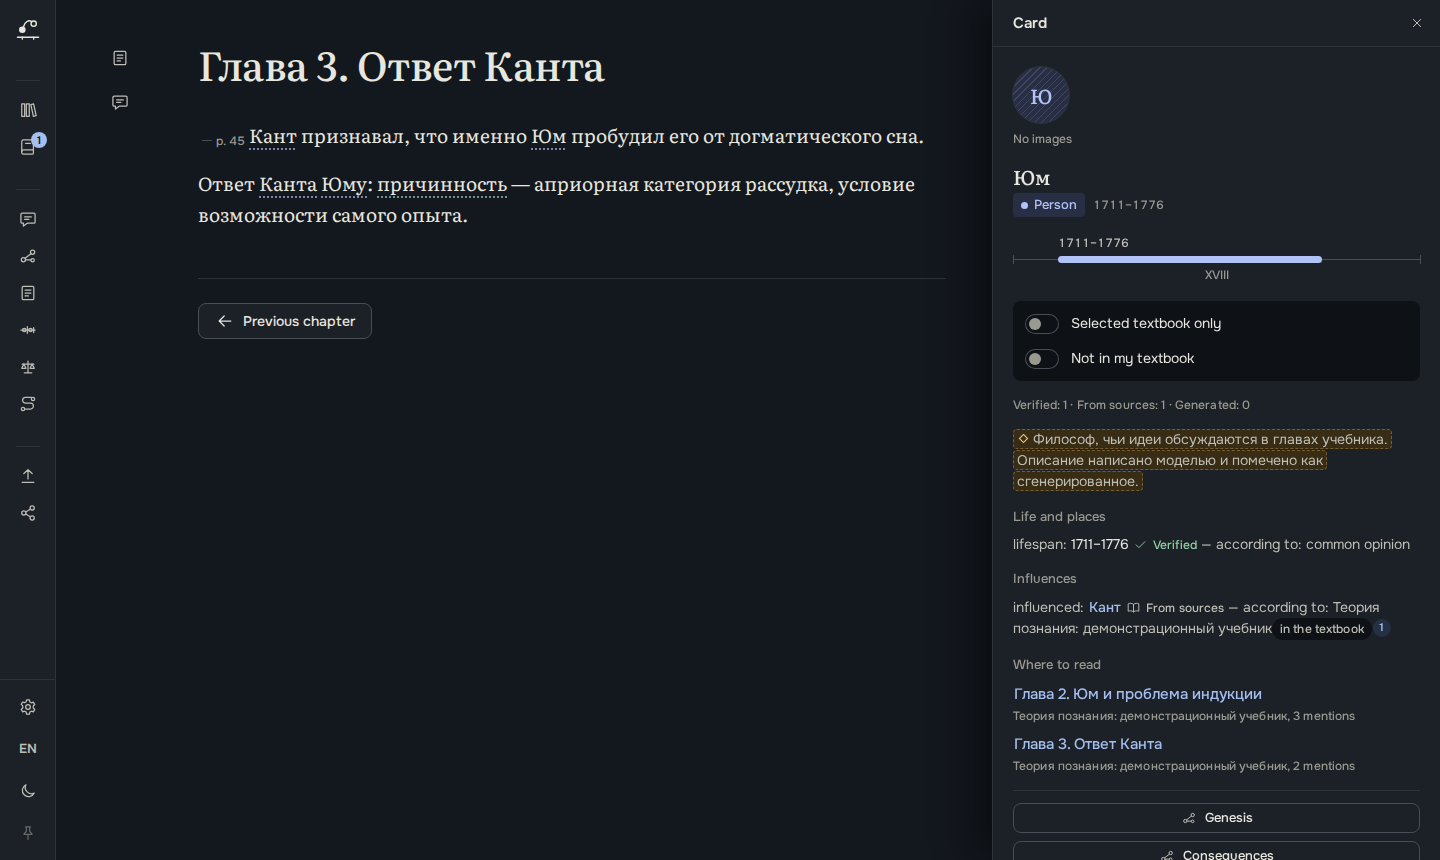 1
EN
Глава 3. Ответ Канта
— p. 45 Кант признавал, что именно Юм пробудил его от догматического сна.
Ответ Канта Юму: причинность — априорная категория рассудка, условие
возможности самого опыта.
Previous chapter
Card
Ю
No images
Юм
Person 1711–1776
1711–1776
XVIII
Selected textbook only
Not in my textbook
Verified: 1 · From sources: 1 · Generated: 0
Философ, чьи идеи обсуждаются в главах учебника.
Описание написано моделью и помечено как
сгенерированное.
Life and places
lifespan: 1711–1776 Verified — according to: common opinion
Influences
influenced: Кант From sources — according to: Теория
познания: демонстрационный учебник in the textbook 1
Where to read
Глава 2. Юм и проблема индукции
Теория познания: демонстрационный учебник, 3 mentions
Глава 3. Ответ Канта
Теория познания: демонстрационный учебник, 2 mentions
Genesis
Consequences